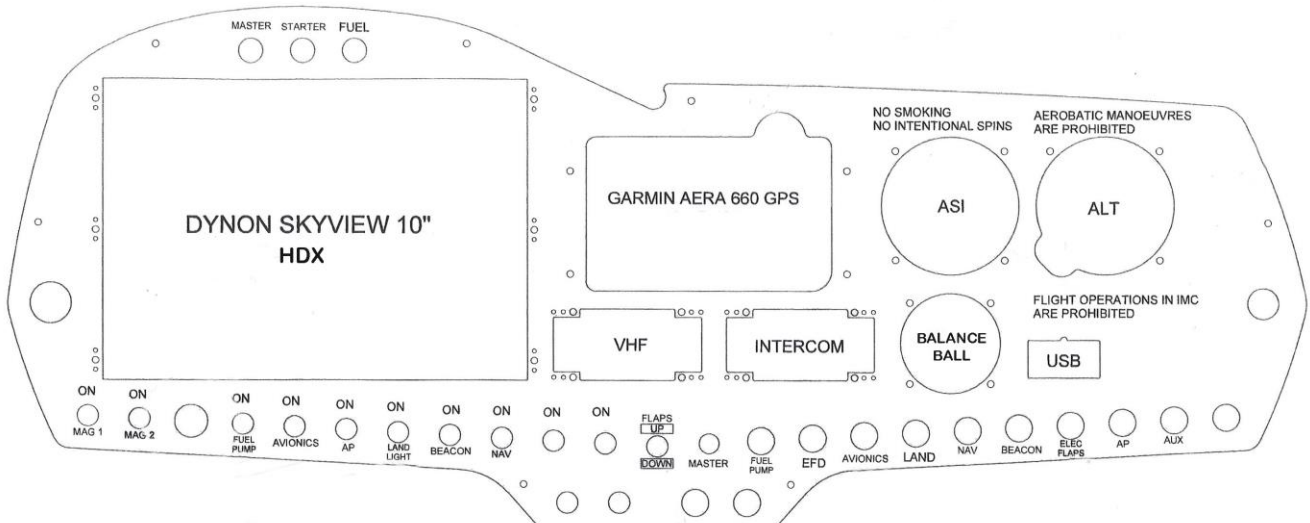 MASTER STARTER FUEL
NO SMOKING
NO INTENTIONAL SPINS
AEROBATIC MANOEUVRES
ARE PROHIBITED
DYNON SKYVIEW 10"
HDX
GARMIN AERA 660 GPS
ASI
ALT
FLIGHT OPERATIONS IN IMC
ARE PROHIBITED
VHF
INTERCOM
BALANCE
BALL
USB
ON ON ON ON ON ON ON ON ON ON
MAG 1
MAG 2
FUEL
PUMP
AVIONICS
AP
LAND
LIGHT
BEACON
NAV
FLAPS
UP
DOWN
MASTER
FUEL
PUMP
EFD
AVIONICS
LAND
NAV
BEACON
ELEC
FLAPS
AP
AUX